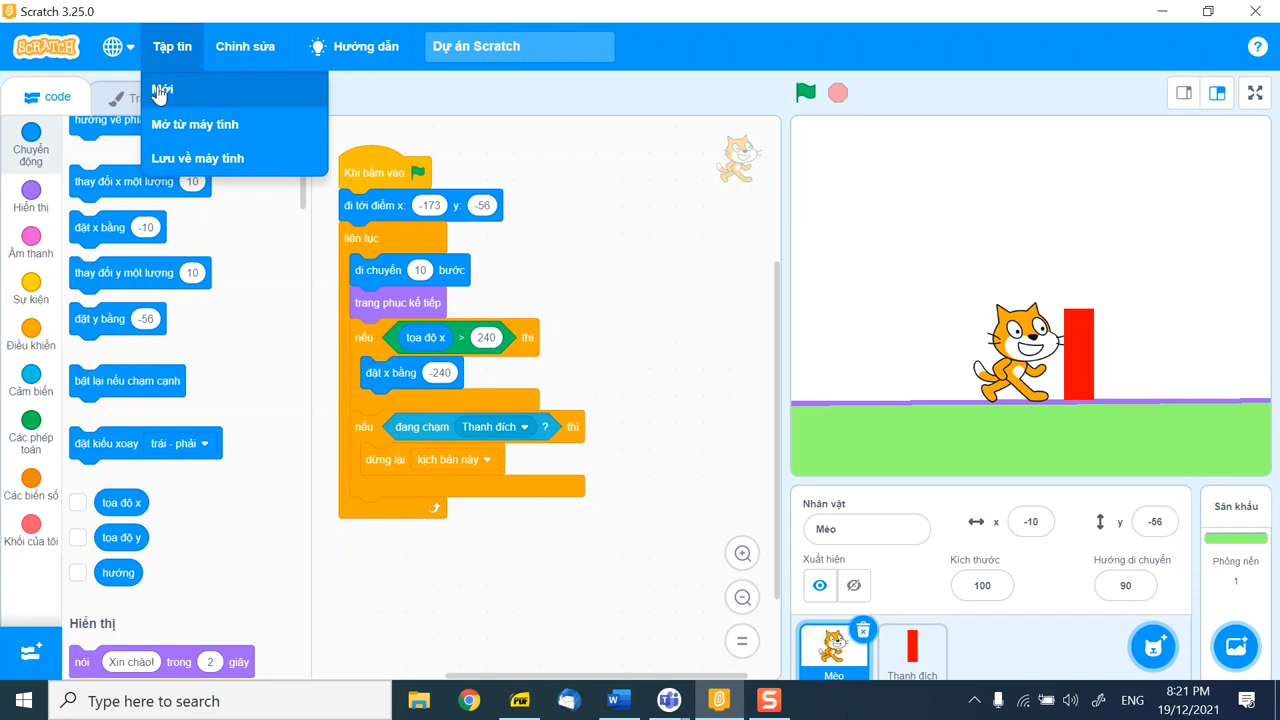 Scratch 3.25.0
SCRATCH
Tập tin
Chỉnh sửa
Hướng dẫn
Dự án Scratch
?
Mới
Mở từ máy tính
Lưu về máy tính
code
Chuyển động
Hiển thị
Âm thanh
Sự kiện
Điều khiển
Cảm biến
Các phép toán
Các biến số
Khối của tôi
thay đổi x một lượng 10
đặt x bằng -10
thay đổi y một lượng 10
đặt y bằng -56
bật lại nếu chạm cạnh
đặt kiểu xoay trái - phải
tọa độ x
tọa độ y
hướng
Hiển thị
nói Xin chào! trong 2 giây
Khi bấm vào
đi tới điểm x: -173 y: -56
liên tục
di chuyển 10 bước
trang phục kế tiếp
nếu tọa độ x > 240 thì
đặt x bằng -240
nếu đang chạm Thanh đích ? thì
dừng lại kịch bản này
Nhân vật
Mèo
x -10
y -56
Xuất hiện
Kích thước
100
Hướng di chuyển
90
Mèo
Thanh đích
Sân khấu
Phông nền
1
Type here to search
PDF
ENG
8:21 PM
19/12/2021